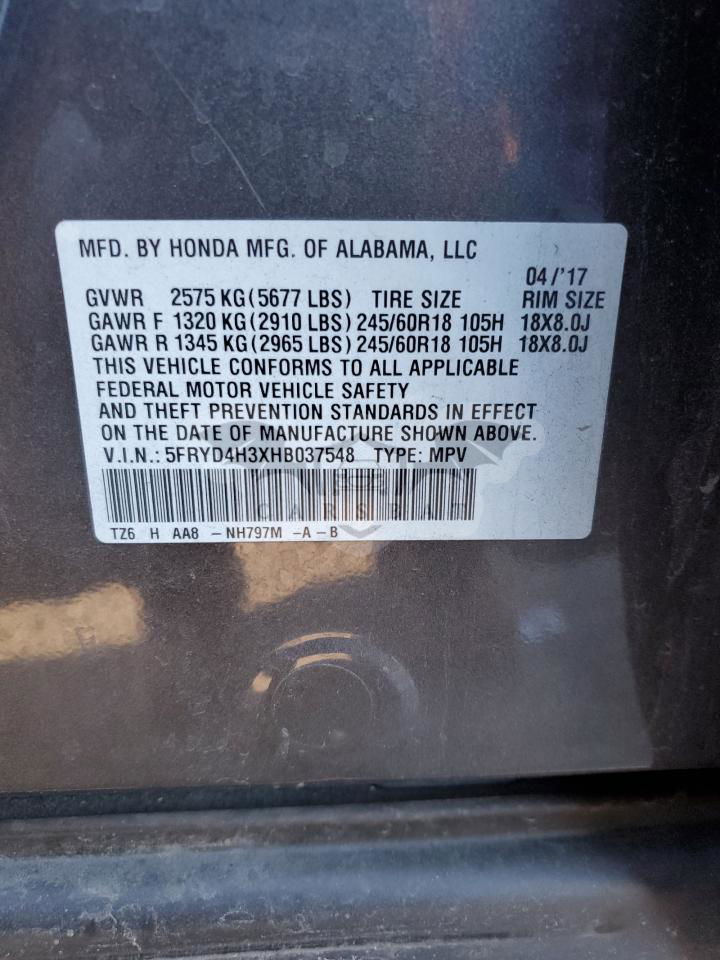 MFD. BY HONDA MFG. OF ALABAMA, LLC
04/'17
GVWR 2575 KG (5677 LBS) TIRE SIZE RIM SIZE
GAWR F 1320 KG (2910 LBS) 245/60R18 105H 18X8.0J
GAWR R 1345 KG (2965 LBS) 245/60R18 105H 18X8.0J
THIS VEHICLE CONFORMS TO ALL APPLICABLE
FEDERAL MOTOR VEHICLE SAFETY
AND THEFT PREVENTION STANDARDS IN EFFECT
ON THE DATE OF MANUFACTURE SHOWN ABOVE.
V.I.N.: 5FRYD4H3XHB037548 TYPE: MPV
CARSBAD
TZ6 H AA8 -NH797M -A -B